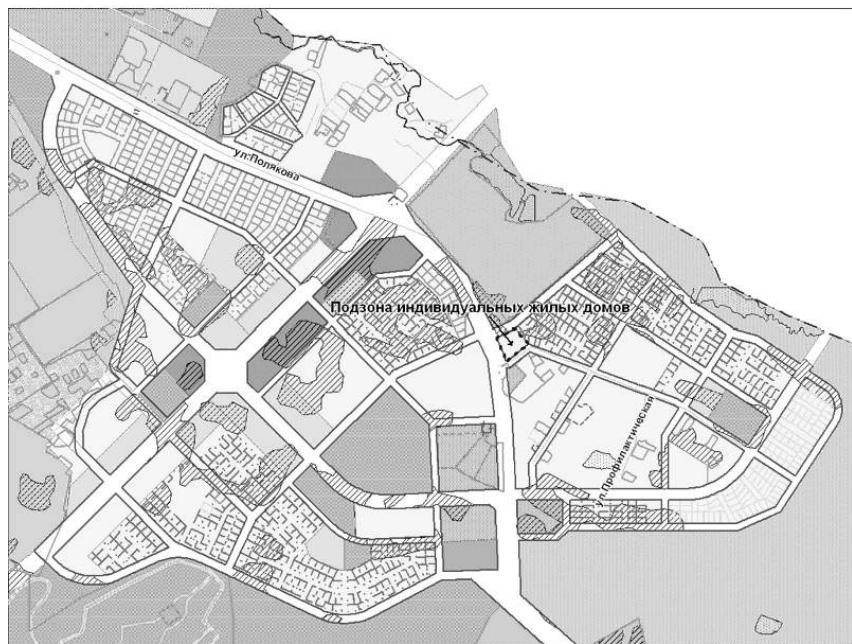 ул.Полякова
Подзона индивидуальных жилых домов
ул.Профилактическая